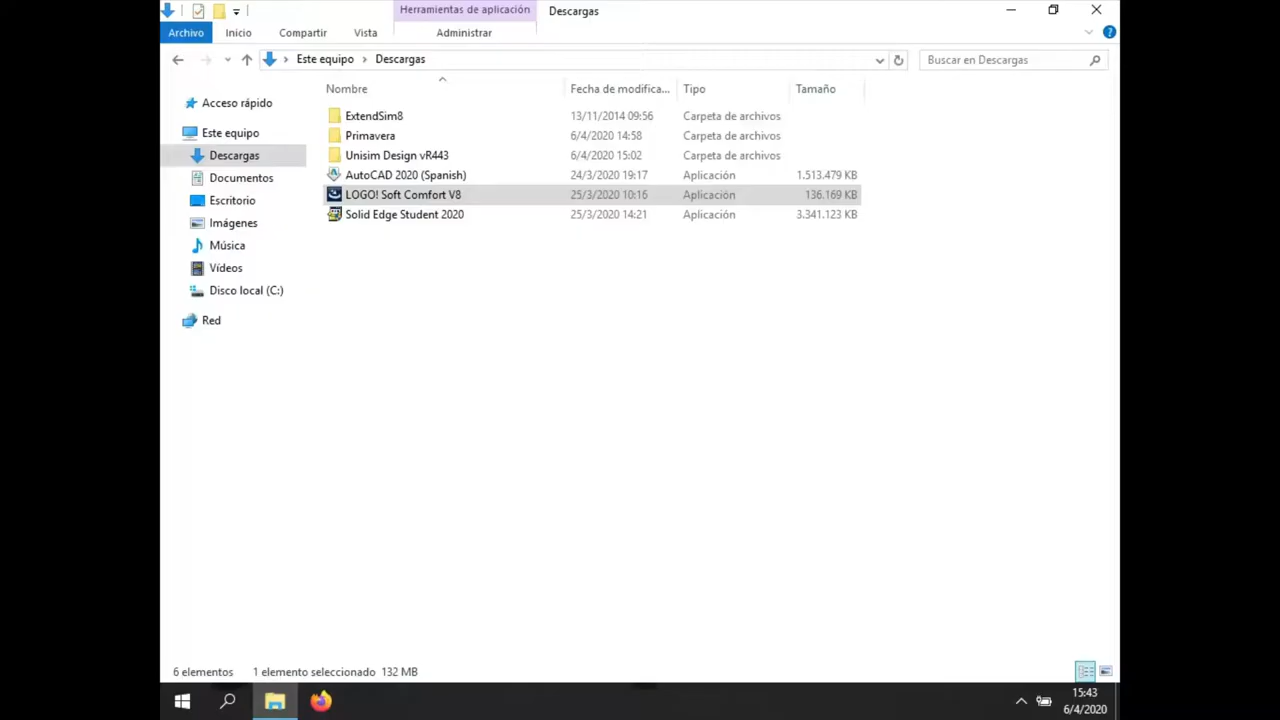 Herramientas de aplicación Descargas
Archivo Inicio Compartir Vista Administrar
Este equipo Descargas Buscar en Descargas
Nombre Fecha de modifica... Tipo Tamaño
Acceso rápido
Este equipo
Descargas
Documentos
Escritorio
Imágenes
Música
Vídeos
Disco local (C:)
Red
ExtendSim8 13/11/2014 09:56 Carpeta de archivos
Primavera 6/4/2020 14:58 Carpeta de archivos
Unisim Design vR443 6/4/2020 15:02 Carpeta de archivos
AutoCAD 2020 (Spanish) 24/3/2020 19:17 Aplicación 1.513.479 KB
LOGO! Soft Comfort V8 25/3/2020 10:16 Aplicación 136.169 KB
Solid Edge Student 2020 25/3/2020 14:21 Aplicación 3.341.123 KB
6 elementos 1 elemento seleccionado 132 MB
15:43
6/4/2020